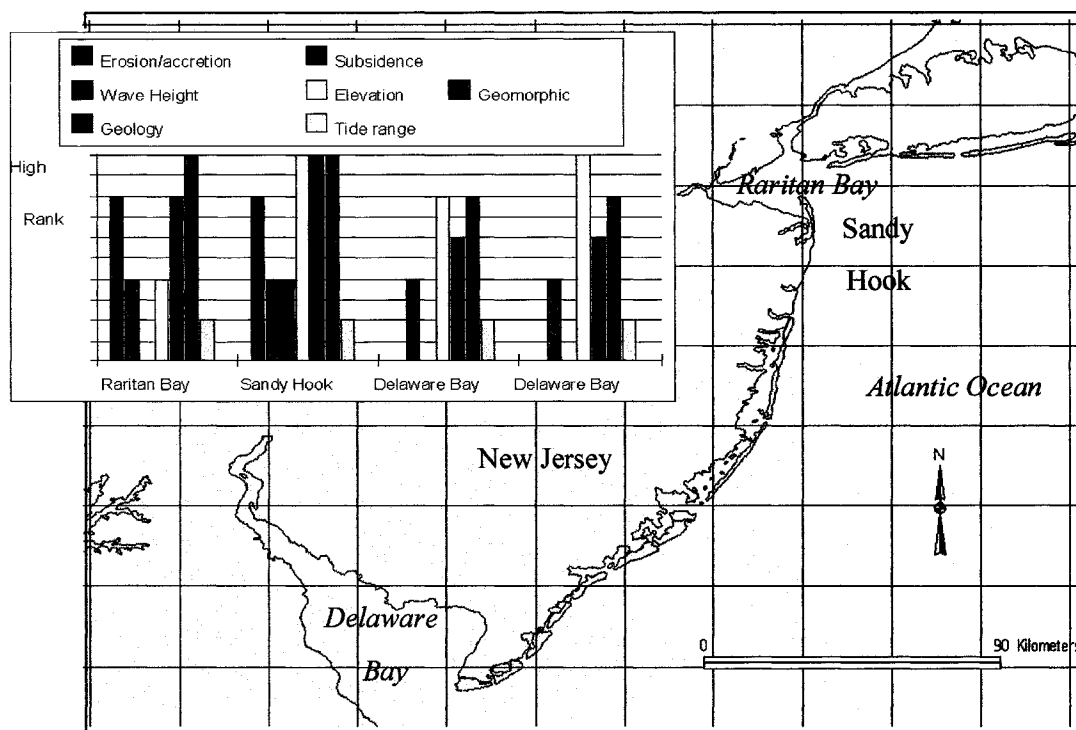 Erosion/accretion
Subsidence
Wave Height
Elevation
Geomorphic
Geology
Tide range
High
Rank
Raritan Bay
Sandy Hook
Delaware Bay
Delaware Bay
Raritan Bay
Sandy
Hook
Atlantic Ocean
New Jersey
N
Delaware
Bay
0
90 Kilometers